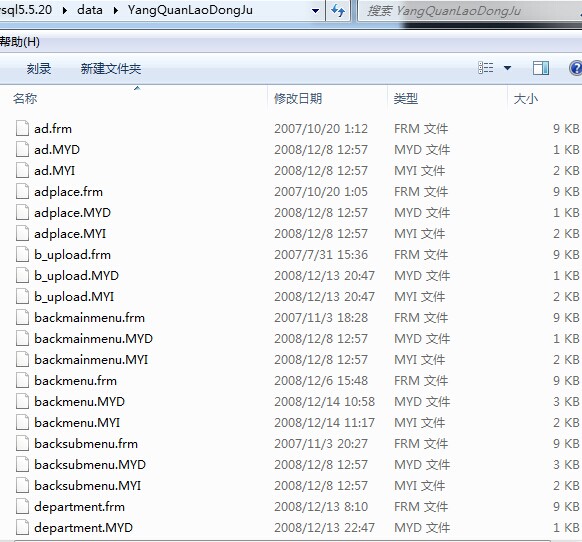 ysql5.5.20 data YangQuanLaoDongJu 搜索 YangQuanLaoDongJu
帮助(H)
刻录 新建文件夹
名称 修改日期 类型 大小
ad.frm 2007/10/20 1:12 FRM 文件 9 KB
ad.MYD 2008/12/8 12:57 MYD 文件 1 KB
ad.MYI 2008/12/8 12:57 MYI 文件 2 KB
adplace.frm 2007/10/20 1:05 FRM 文件 9 KB
adplace.MYD 2008/12/8 12:57 MYD 文件 1 KB
adplace.MYI 2008/12/8 12:57 MYI 文件 2 KB
b_upload.frm 2007/7/31 15:36 FRM 文件 9 KB
b_upload.MYD 2008/12/13 20:47 MYD 文件 1 KB
b_upload.MYI 2008/12/13 20:47 MYI 文件 2 KB
backmainmenu.frm 2007/11/3 18:28 FRM 文件 9 KB
backmainmenu.MYD 2008/12/8 12:57 MYD 文件 1 KB
backmainmenu.MYI 2008/12/8 12:57 MYI 文件 2 KB
backmenu.frm 2008/12/6 15:48 FRM 文件 9 KB
backmenu.MYD 2008/12/14 10:58 MYD 文件 3 KB
backmenu.MYI 2008/12/14 11:17 MYI 文件 2 KB
backsubmenu.frm 2007/11/3 20:27 FRM 文件 9 KB
backsubmenu.MYD 2008/12/8 12:57 MYD 文件 3 KB
backsubmenu.MYI 2008/12/8 12:57 MYI 文件 2 KB
department.frm 2008/12/13 8:10 FRM 文件 9 KB
department.MYD 2008/12/13 22:47 MYD 文件 1 KB